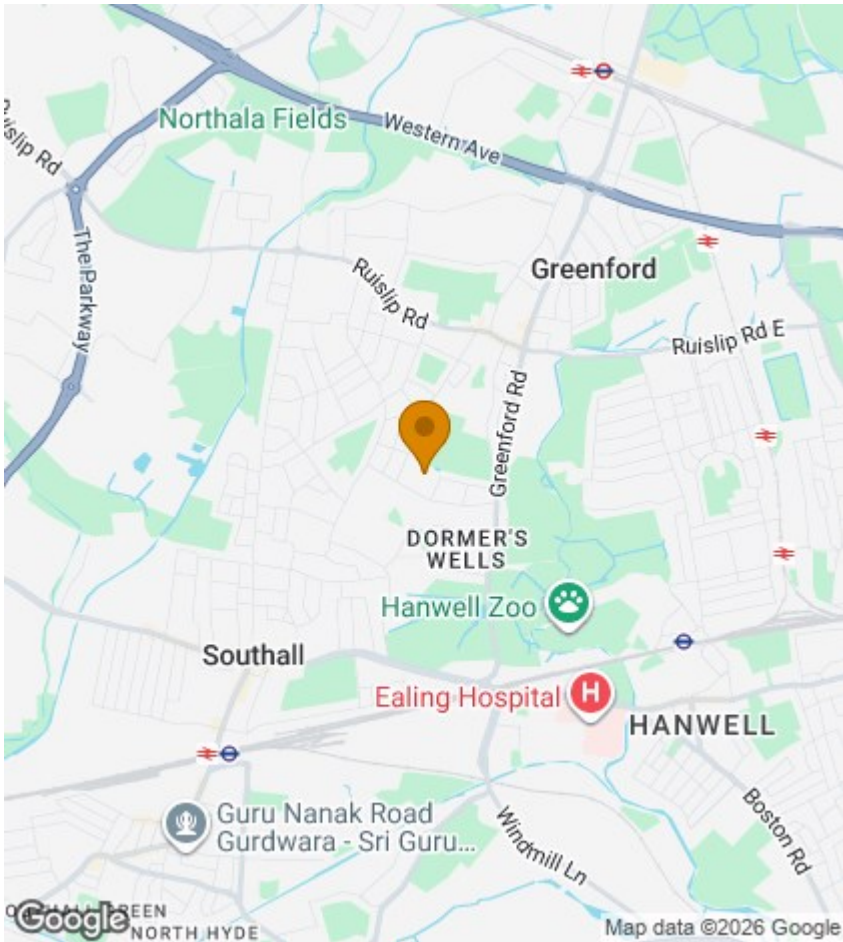 Northala Fields
Western Ave
Ruislip Rd
The Parkway
Greenford
Ruislip Rd
Ruislip Rd E
Greenford Rd
DORMER'S
WELLS
Hanwell Zoo
Southall
Ealing Hospital
H
HANWELL
Guru Nanak Road
Gurdwara - Sri Guru...
Windmill Ln
Boston Rd
GREEN
Google
NORTH HYDE
Map data ©2026 Google